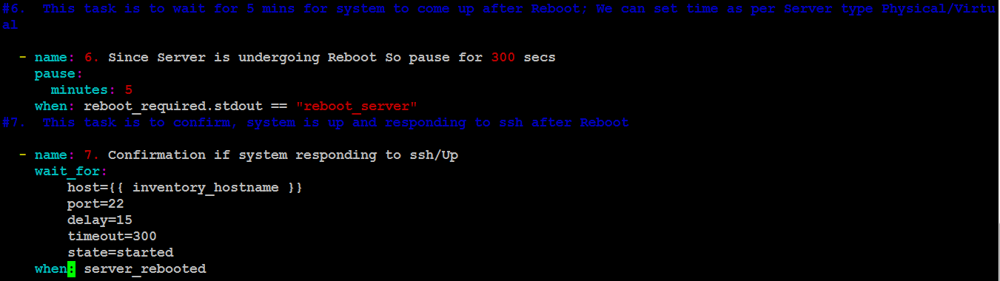 #6.  This task is to wait for 5 mins for system to come up after Reboot; We can set time as per Server type Physical/Virtu
al
  - name: 6. Since Server is undergoing Reboot So pause for 300 secs
    pause:
      minutes: 5
    when: reboot_required.stdout == "reboot_server"
#7.  This task is to confirm, system is up and responding to ssh after Reboot
  - name: 7. Confirmation if system responding to ssh/Up
    wait_for:
        host={{ inventory_hostname }}
        port=22
        delay=15
        timeout=300
        state=started
    when: server_rebooted